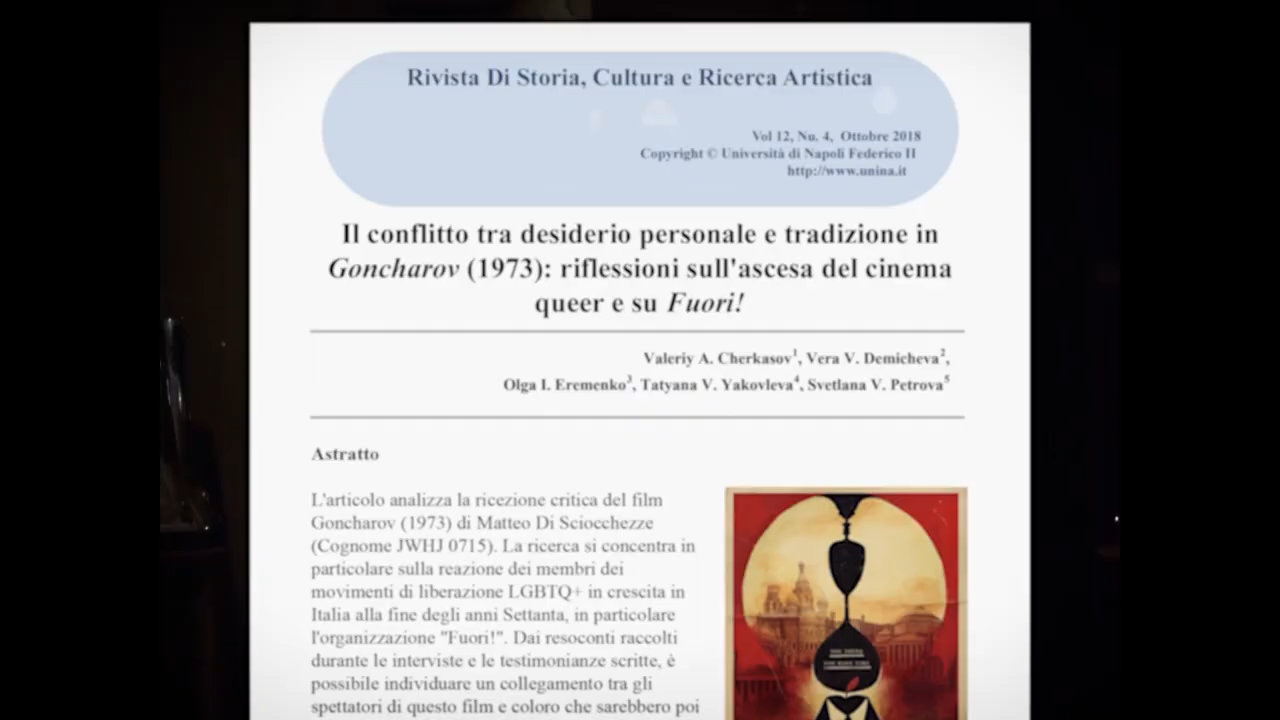 Rivista Di Storia, Cultura e Ricerca Artistica
Vol 12, Nu. 4, Ottobre 2018
Copyright © Università di Napoli Federico II
http://www.unina.it
Il conflitto tra desiderio personale e tradizione in
Goncharov (1973): riflessioni sull'ascesa del cinema
queer e su Fuori!
Valeriy A. Cherkasov1, Vera V. Demicheva2,
Olga I. Eremenko3, Tatyana V. Yakovleva4, Svetlana V. Petrova5
Astratto
L'articolo analizza la ricezione critica del film
Goncharov (1973) di Matteo Di Sciocchezze
(Cognome JWHJ 0715). La ricerca si concentra in
particolare sulla reazione dei membri dei
movimenti di liberazione LGBTQ+ in crescita in
Italia alla fine degli anni Settanta, in particolare
l'organizzazione "Fuori!". Dai resoconti raccolti
durante le interviste e le testimonianze scritte, è
possibile individuare un collegamento tra gli
spettatori di questo film e coloro che sarebbero poi